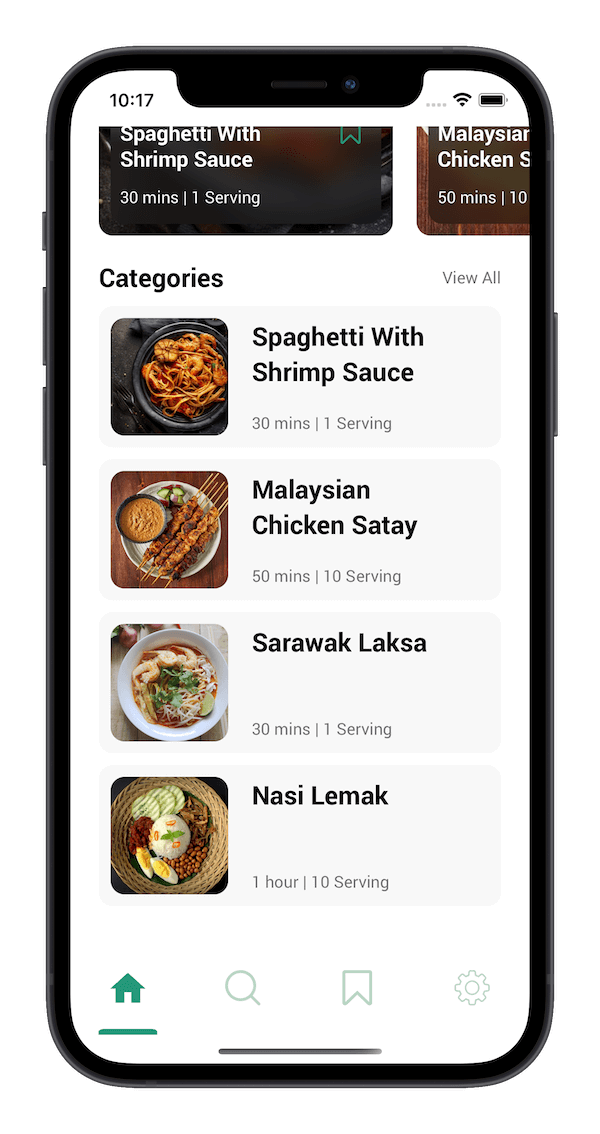 10:17
Spaghetti With
Shrimp Sauce
30 mins | 1 Serving
Malaysian
Chicken S
50 mins | 10
Categories
View All
Spaghetti With
Shrimp Sauce
30 mins | 1 Serving
Malaysian
Chicken Satay
50 mins | 10 Serving
Sarawak Laksa
30 mins | 1 Serving
Nasi Lemak
1 hour | 10 Serving